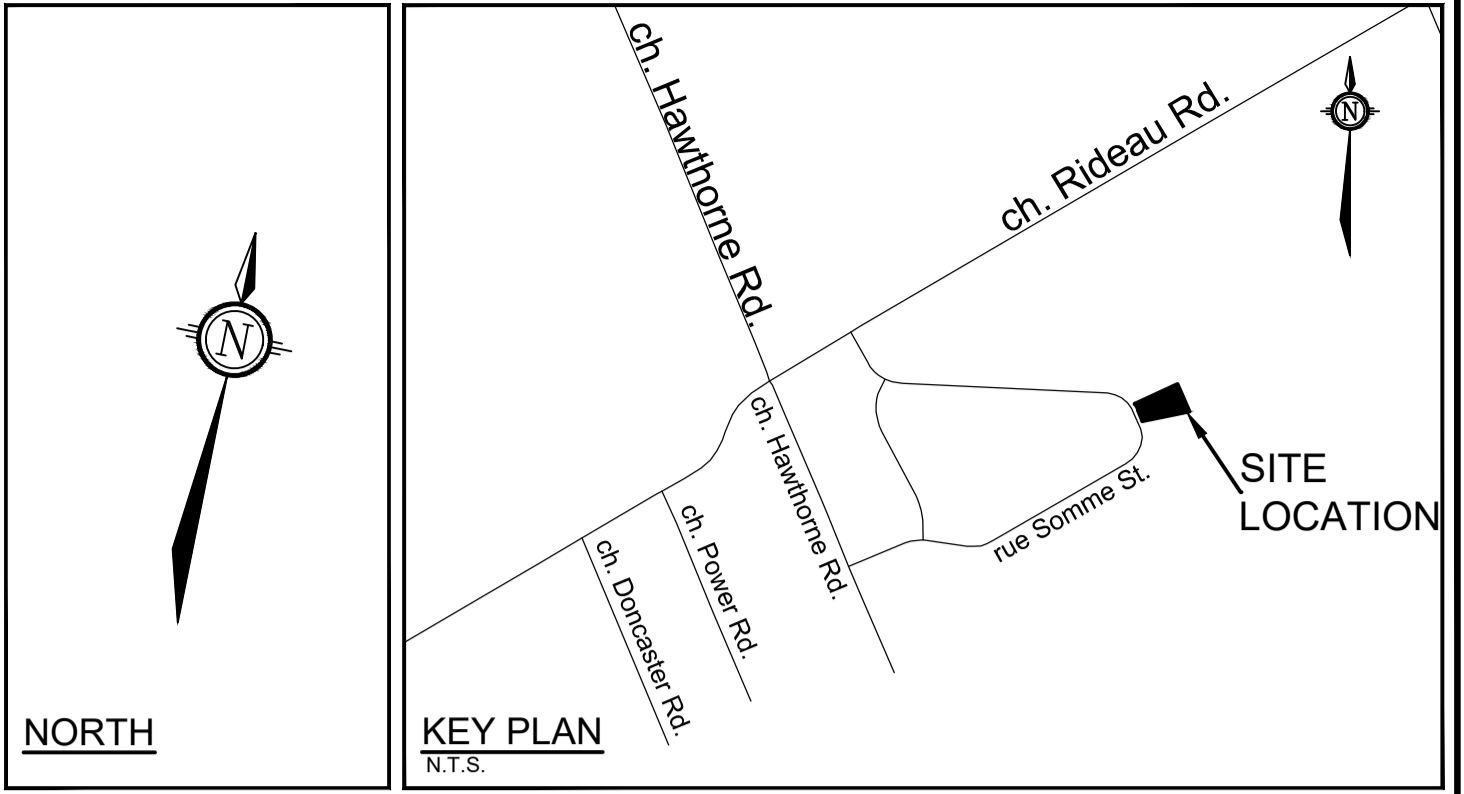 N
NORTH
ch. Hawthorne Rd.
ch. Rideau Rd.
N
ch. Hawthorne Rd.
SITE
LOCATION
rue Somme St.
ch. Power Rd.
ch. Doncaster Rd.
KEY PLAN
N.T.S.